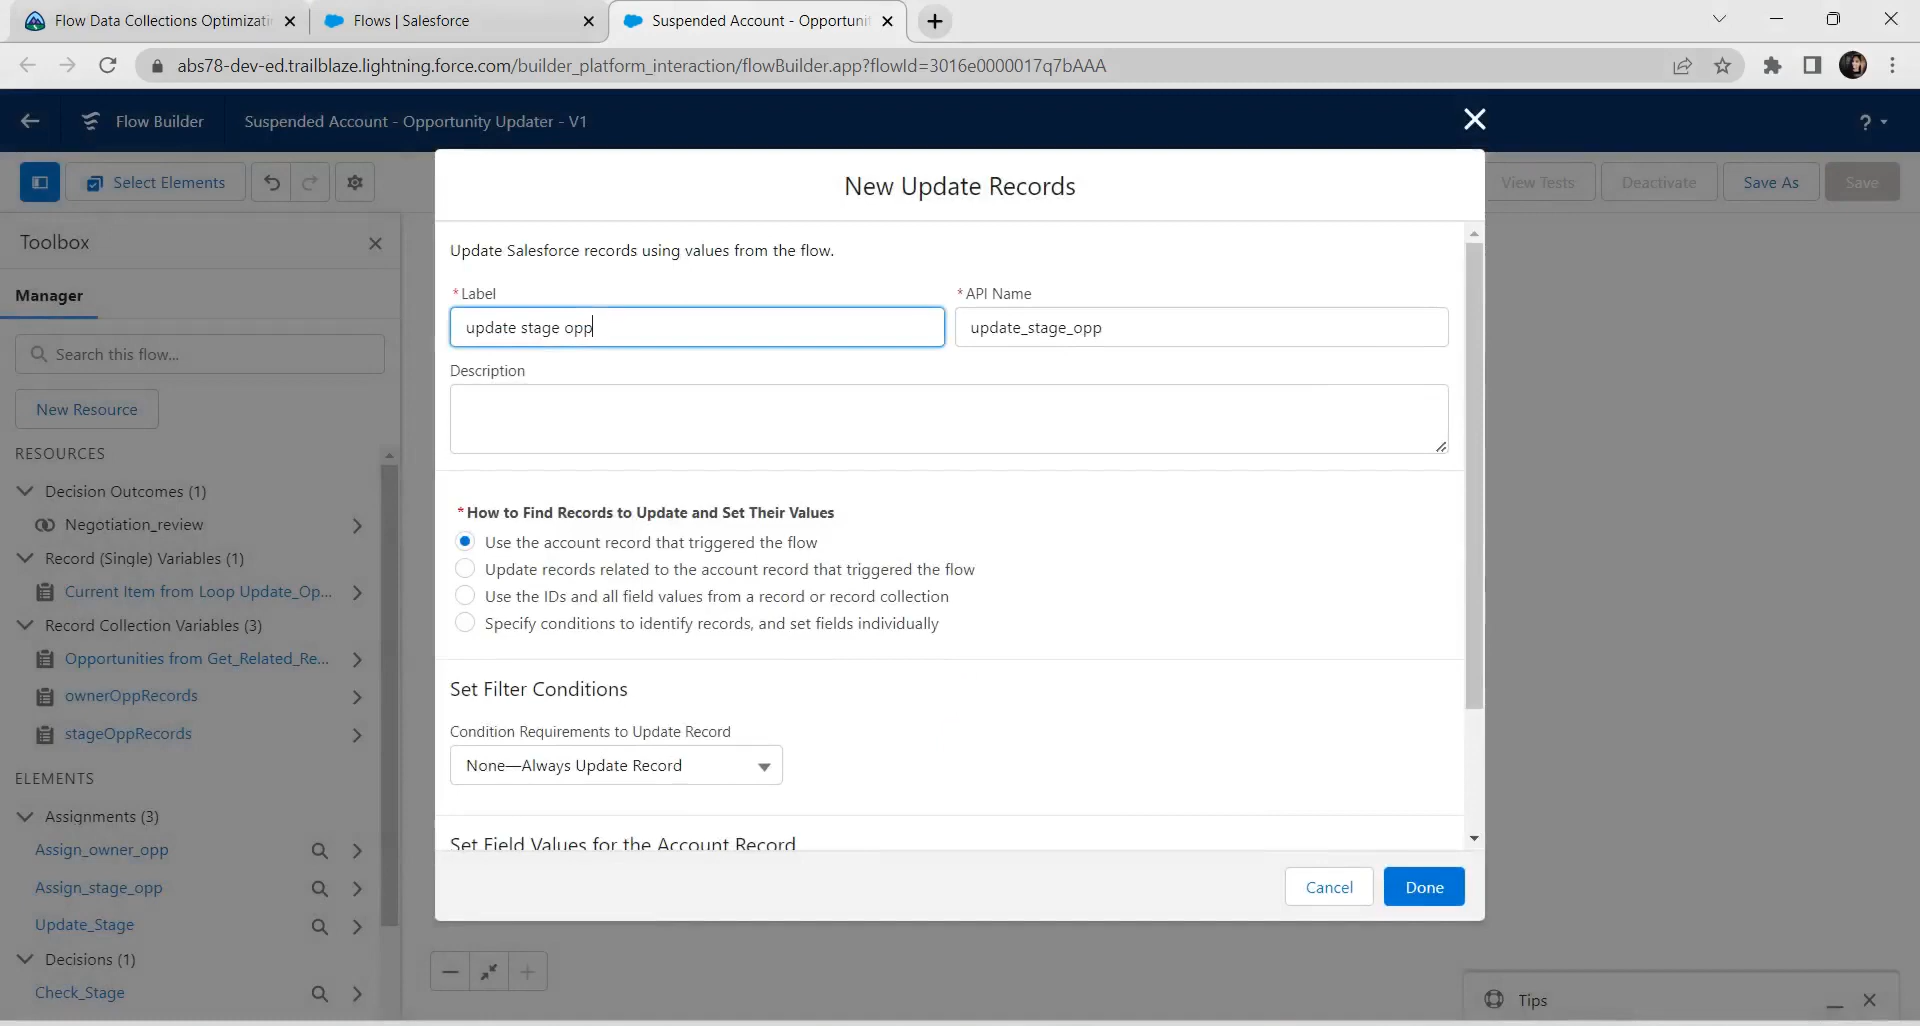 Flow Data Collections Optimizati
Flows | Salesforce
Suspended Account - Opportuni
abs78-dev-ed.trailblaze.lightning.force.com/builder_platform_interaction/flowBuilder.app?flowId=3016e0000017q7bAAA
Flow Builder
Suspended Account - Opportunity Updater - V1
?
Select Elements
View Tests
Deactivate
Save As
Save
Toolbox
Manager
Search this flow...
New Resource
RESOURCES
Decision Outcomes (1)
Negotiation_review
Record (Single) Variables (1)
Current Item from Loop Update_Op...
Record Collection Variables (3)
Opportunities from Get_Related_Re...
ownerOppRecords
stageOppRecords
ELEMENTS
Assignments (3)
Assign_owner_opp
Assign_stage_opp
Update_Stage
Decisions (1)
Check_Stage
New Update Records
Update Salesforce records using values from the flow.
*Label
*API Name
update stage opp
update_stage_opp
Description
*How to Find Records to Update and Set Their Values
Use the account record that triggered the flow
Update records related to the account record that triggered the flow
Use the IDs and all field values from a record or record collection
Specify conditions to identify records, and set fields individually
Set Filter Conditions
Condition Requirements to Update Record
None—Always Update Record
Set Field Values for the Account Record
Cancel
Done
Tips